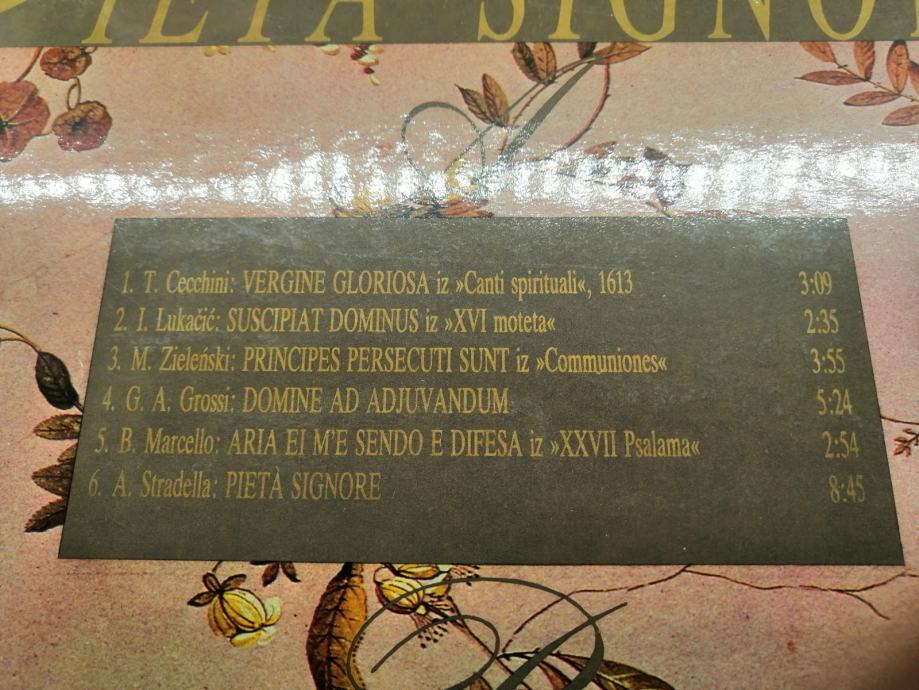 PIETÀ SIGNO
1. T. Cecchini: VERGINE GLORIOSA iz »Canti spirituali«, 1613 3:09
2. I. Lukačić: SUSCIPIAT DOMINUS iz »XVI moteta« 2:35
3. M. Zieleński: PRINCIPES PERSECUTI SUNT iz »Communiones« 3:55
4. G. A. Grossi: DOMINE AD ADJUVANDUM 5:24
5. B. Marcello: ARIA EI M'E SENDO E DIFESA iz »XXVII Psalama« 2:54
6. A. Stradella: PIETÀ SIGNORE 8:45